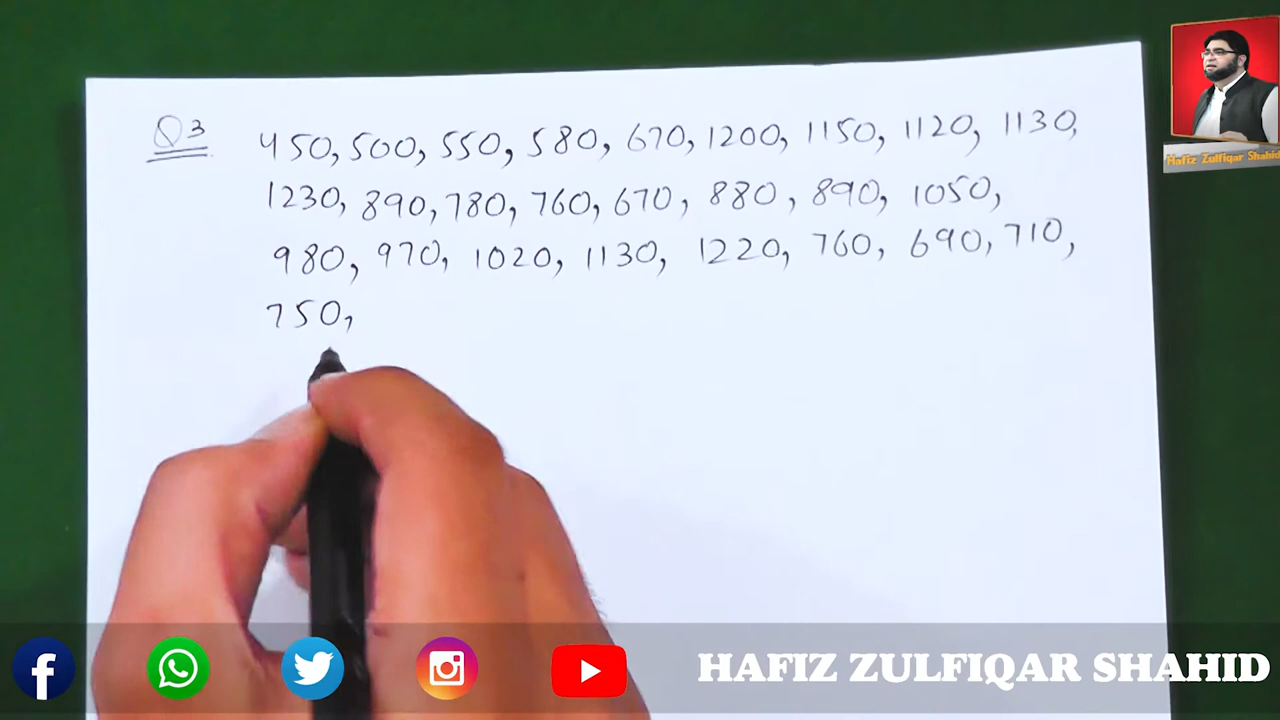 Q3 450, 500, 550, 580, 670, 1200, 1150, 1120, 1130,
1230, 890, 780, 760, 670, 880, 890, 1050,
980, 970, 1020, 1130, 1220, 760, 690, 710,
750,
Hafiz Zulfiqar Shahid
HAFIZ ZULFIQAR SHAHID